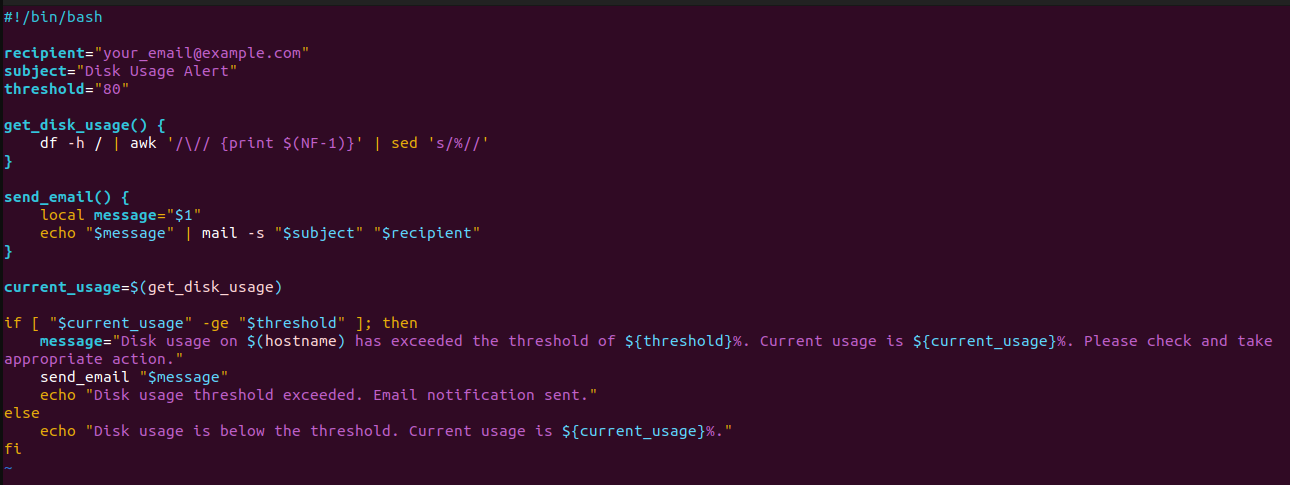 #!/bin/bash

recipient="your_email@example.com"
subject="Disk Usage Alert"
threshold="80"

get_disk_usage() {
    df -h / | awk '/\// {print $(NF-1)}' | sed 's/%//'
}

send_email() {
    local message="$1"
    echo "$message" | mail -s "$subject" "$recipient"
}

current_usage=$(get_disk_usage)

if [ "$current_usage" -ge "$threshold" ]; then
    message="Disk usage on $(hostname) has exceeded the threshold of ${threshold}%. Current usage is ${current_usage}%. Please check and take
appropriate action."
    send_email "$message"
    echo "Disk usage threshold exceeded. Email notification sent."
else
    echo "Disk usage is below the threshold. Current usage is ${current_usage}%."
fi
~